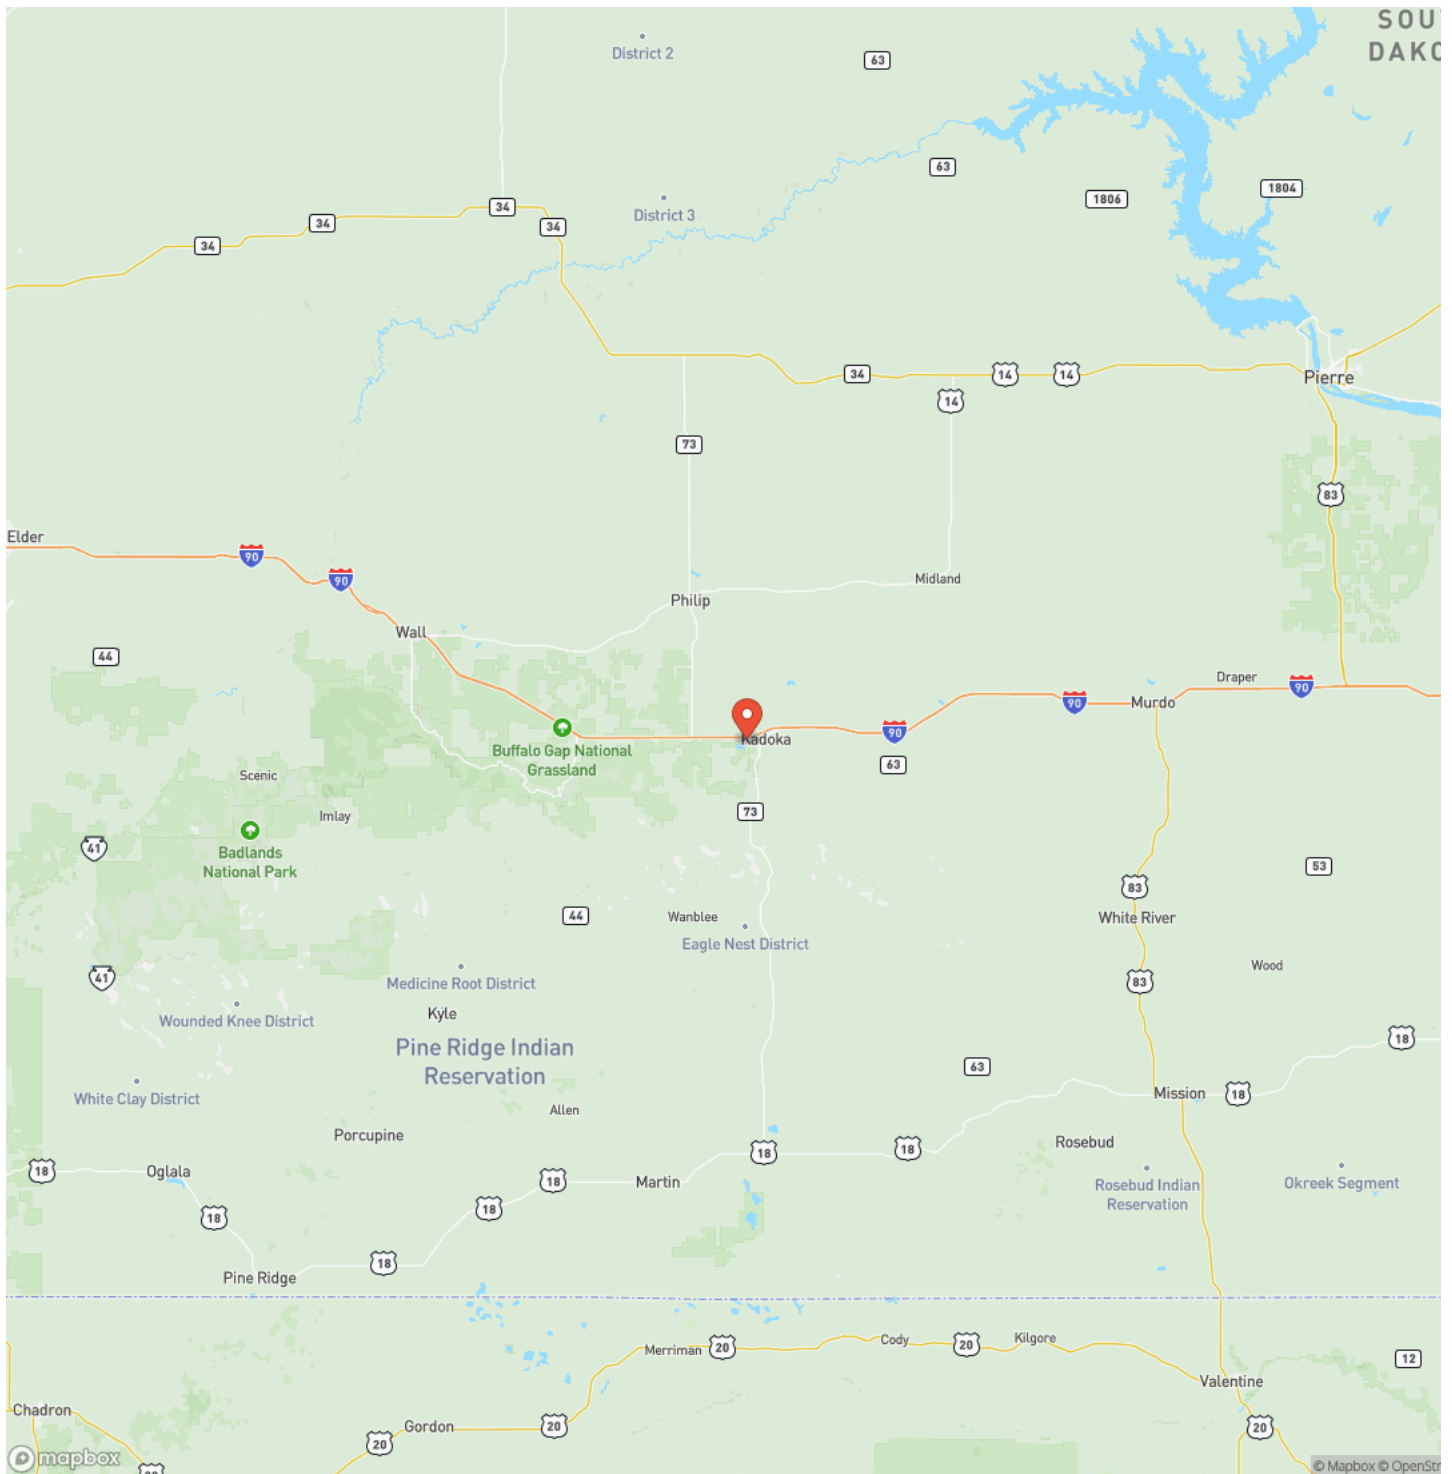 SOU
DAKO
District 2
63
63
1804
1806
34
34
34
34
District 3
34
14
14
14
Pierre
73
83
Elder
90
90
Midland
Philip
Wall
44
Draper
90
90
Murdo
Kadoka
90
63
Buffalo Gap National
Grassland
Scenic
Imlay
73
41
Badlands
National Park
53
83
44
Wanblee
White River
Eagle Nest District
Wood
Medicine Root District
41
83
Kyle
Wounded Knee District
Pine Ridge Indian
Reservation
18
63
White Clay District
Mission
18
Allen
Porcupine
Rosebud
18
18
18
Oglala
18
Martin
Rosebud Indian
Reservation
Okreek Segment
18
18
18
Pine Ridge
Merriman
20
Cody
20
Kilgore
12
Valentine
Chadron
Gordon
20
20
20
mapbox
© Mapbox © OpenStr